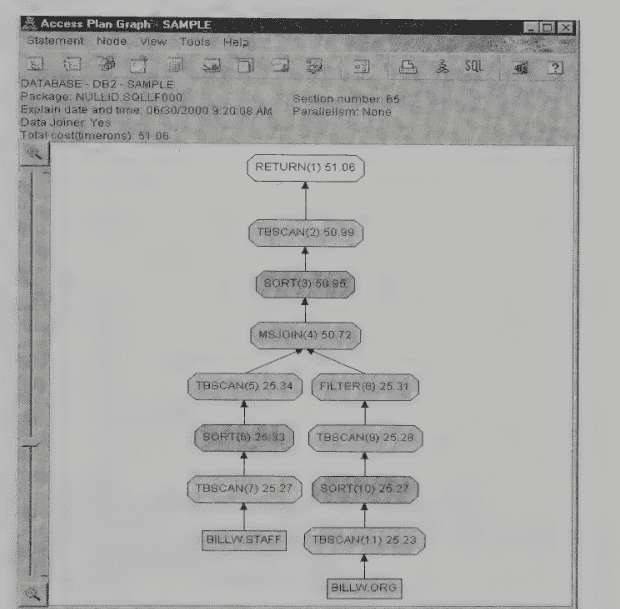 Access Plan Graph - SAMPLE
Statement Node View Tools Help
SQL ?
DATABASE - DB2 - SAMPLE
Package: NULLID.SQLLF000 Section number: 65
Explain date and time: 06/30/2000 9:20:08 AM Parallelism: None
Data Joiner: Yes
Total cost(timerons): 51.06
RETURN(1) 51.06
TBSCAN(2) 50.99
SORT(3) 50.95
MSJOIN(4) 50.72
TBSCAN(5) 25.34 FILTER(8) 25.31
SORT(6) 25.33 TBSCAN(9) 25.28
TBSCAN(7) 25.27 SORT(10) 25.27
BILLW.STAFF TBSCAN(11) 25.23
BILLW.ORG